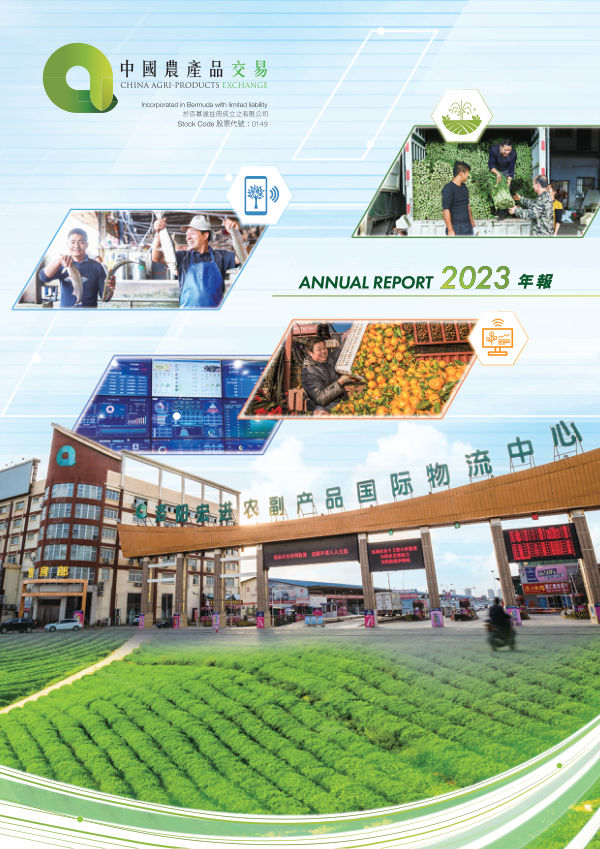 中國農產品交易
CHINA AGRI-PRODUCTS EXCHANGE
Incorporated in Bermuda with limited liability
於百慕達註冊成立之有限公司
Stock Code 股票代號：0149
ANNUAL REPORT 2023 年報
农副产品国际物流中心